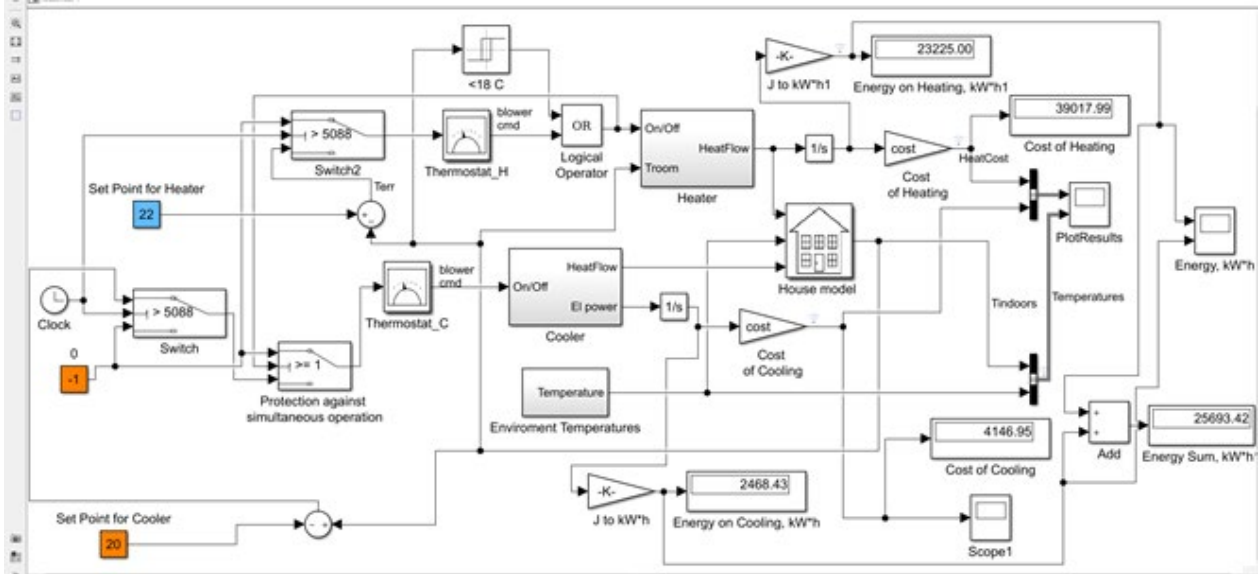 <18 C
> 5088
Switch2
Thermostat_H
blower
cmd
OR
Logical
Operator
On/Off
Troom
HeatFlow
Heater
1/s
-K-
J to kW*h1
23225.00
Energy on Heating, kW*h1
39017.99
Cost of Heating
cost
Cost
of Heating
HeatCost
Set Point for Heater
22
Terr
PlotResults
Energy, kW*h
House model
Tindoors
Temperatures
Clock
> 5088
Switch
0
-1
>= 1
Protection against
simultaneous operation
Thermostat_C
blower
cmd
On/Off
HeatFlow
El power
Cooler
1/s
cost
Cost
of Cooling
Temperature
Enviroment Temperatures
4146.95
Cost of Cooling
Add
25693.42
Energy Sum, kW*h
-K-
J to kW*h
2468.43
Energy on Cooling, kW*h
Scope1
Set Point for Cooler
20